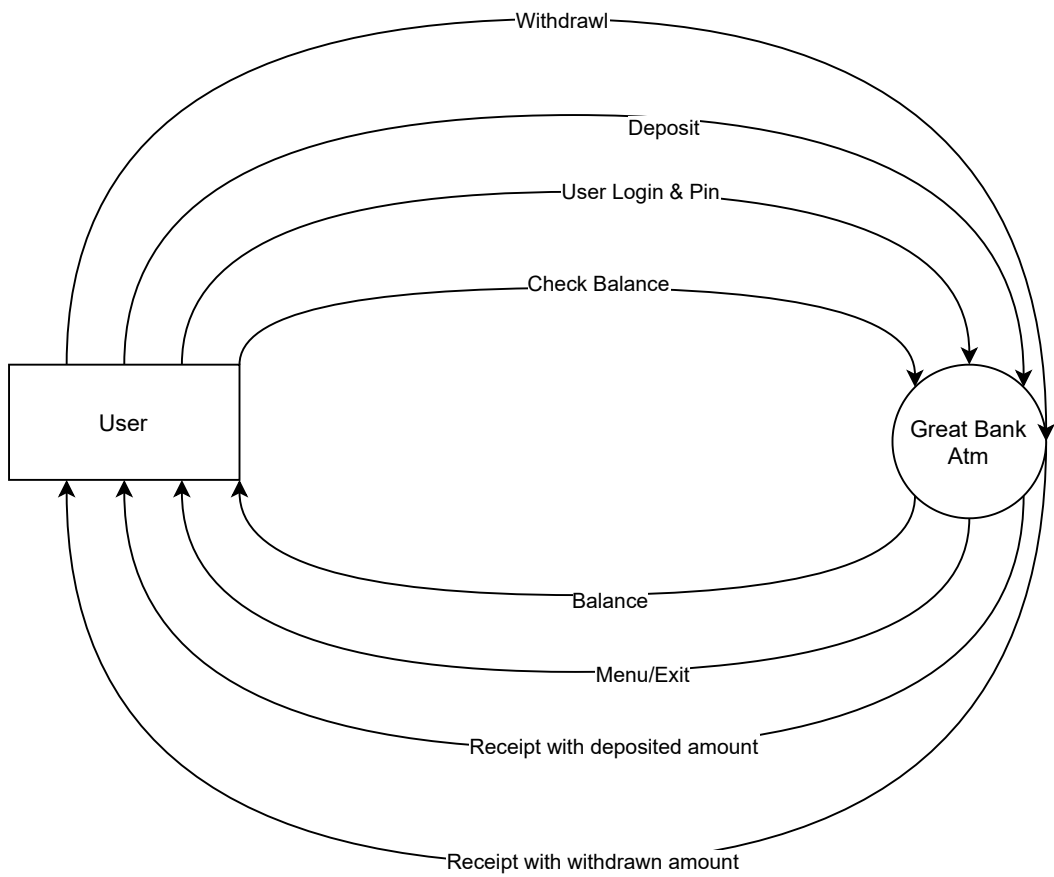 Withdrawl
Deposit
User Login & Pin
Check Balance
User
Great Bank
Atm
Balance
Menu/Exit
Receipt with deposited amount
Receipt with withdrawn amount